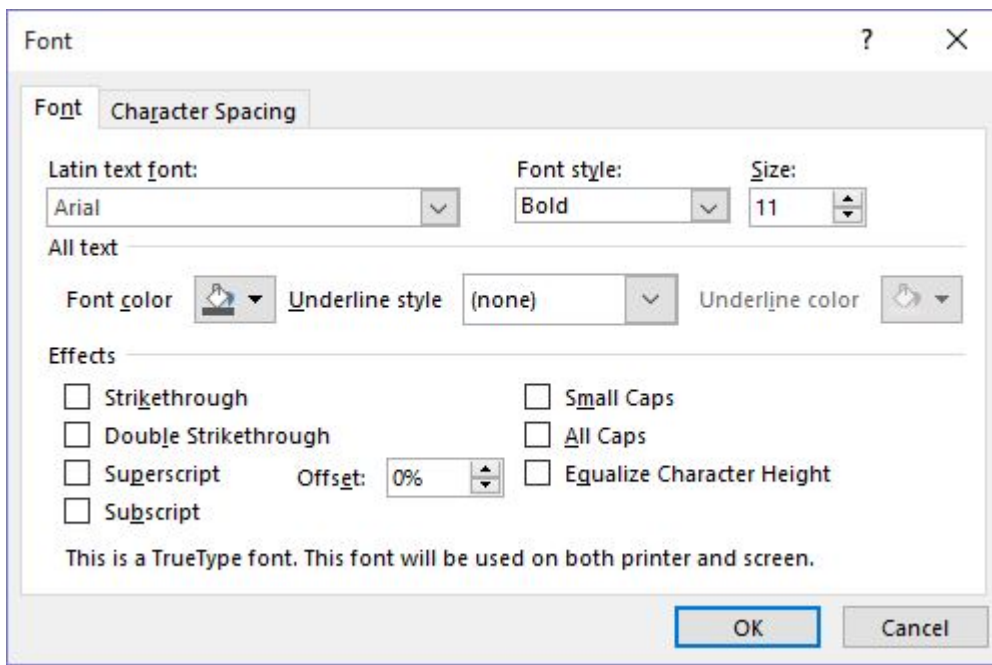 Font ?
Font Character Spacing
Latin text font: Font style: Size:
Arial Bold 11
All text
Font color Underline style (none) Underline color
Effects
Strikethrough Small Caps
Double Strikethrough All Caps
Superscript Offset: 0% Equalize Character Height
Subscript
This is a TrueType font. This font will be used on both printer and screen.
OK Cancel